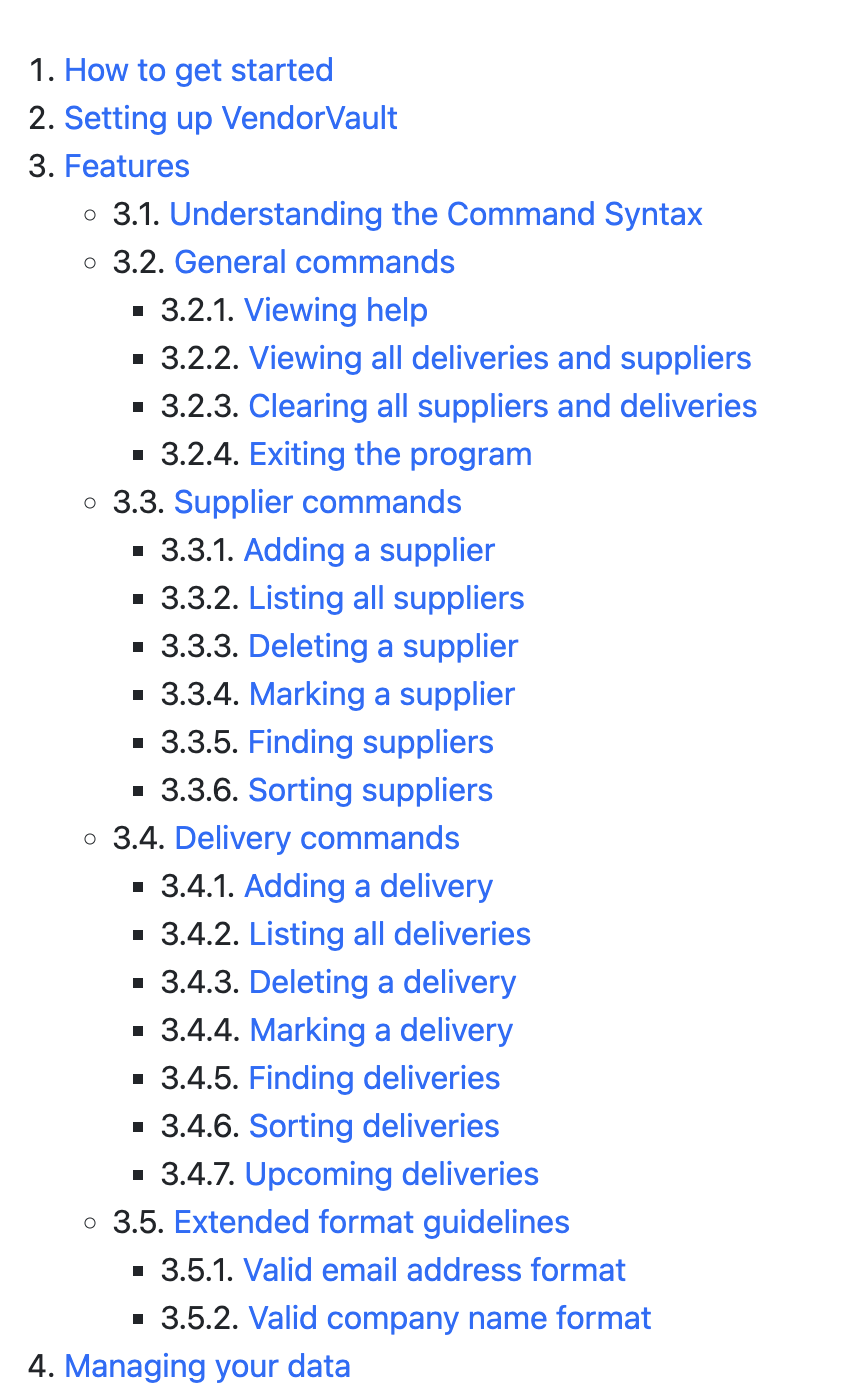 1. How to get started
2. Setting up VendorVault
3. Features
3.1. Understanding the Command Syntax
3.2. General commands
3.2.1. Viewing help
3.2.2. Viewing all deliveries and suppliers
3.2.3. Clearing all suppliers and deliveries
3.2.4. Exiting the program
3.3. Supplier commands
3.3.1. Adding a supplier
3.3.2. Listing all suppliers
3.3.3. Deleting a supplier
3.3.4. Marking a supplier
3.3.5. Finding suppliers
3.3.6. Sorting suppliers
3.4. Delivery commands
3.4.1. Adding a delivery
3.4.2. Listing all deliveries
3.4.3. Deleting a delivery
3.4.4. Marking a delivery
3.4.5. Finding deliveries
3.4.6. Sorting deliveries
3.4.7. Upcoming deliveries
3.5. Extended format guidelines
3.5.1. Valid email address format
3.5.2. Valid company name format
4. Managing your data